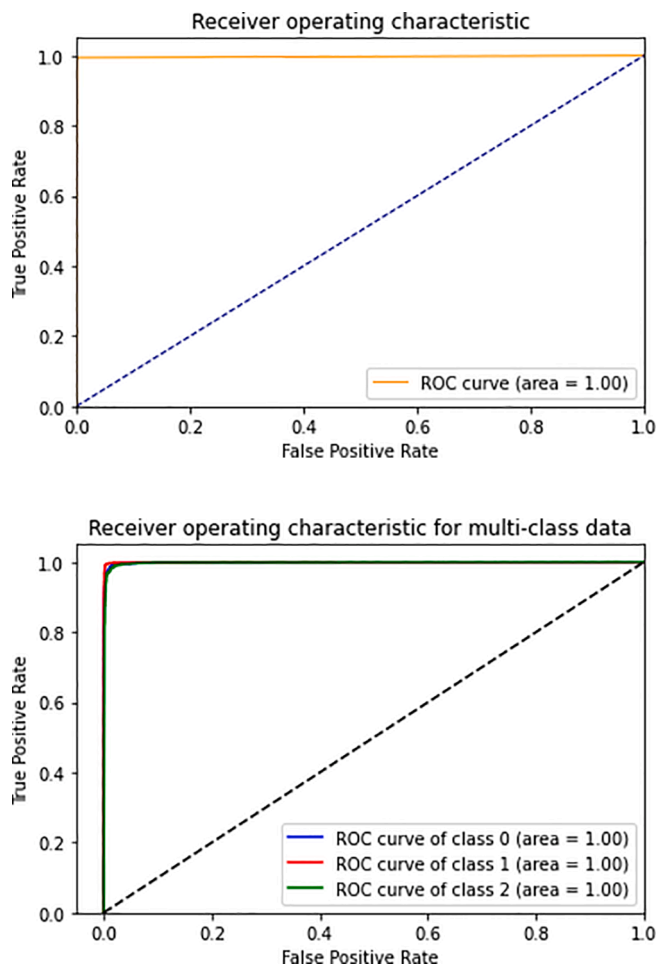 Receiver operating characteristic
1.0
0.8
0.6
0.4
0.2
0.0
True Positive Rate
ROC curve (area = 1.00)
0.0 0.2 0.4 0.6 0.8 1.0
False Positive Rate
Receiver operating characteristic for multi-class data
1.0
0.8
0.6
0.4
0.2
0.0
True Positive Rate
ROC curve of class 0 (area = 1.00)
ROC curve of class 1 (area = 1.00)
ROC curve of class 2 (area = 1.00)
0.0 0.2 0.4 0.6 0.8 1.0
False Positive Rate